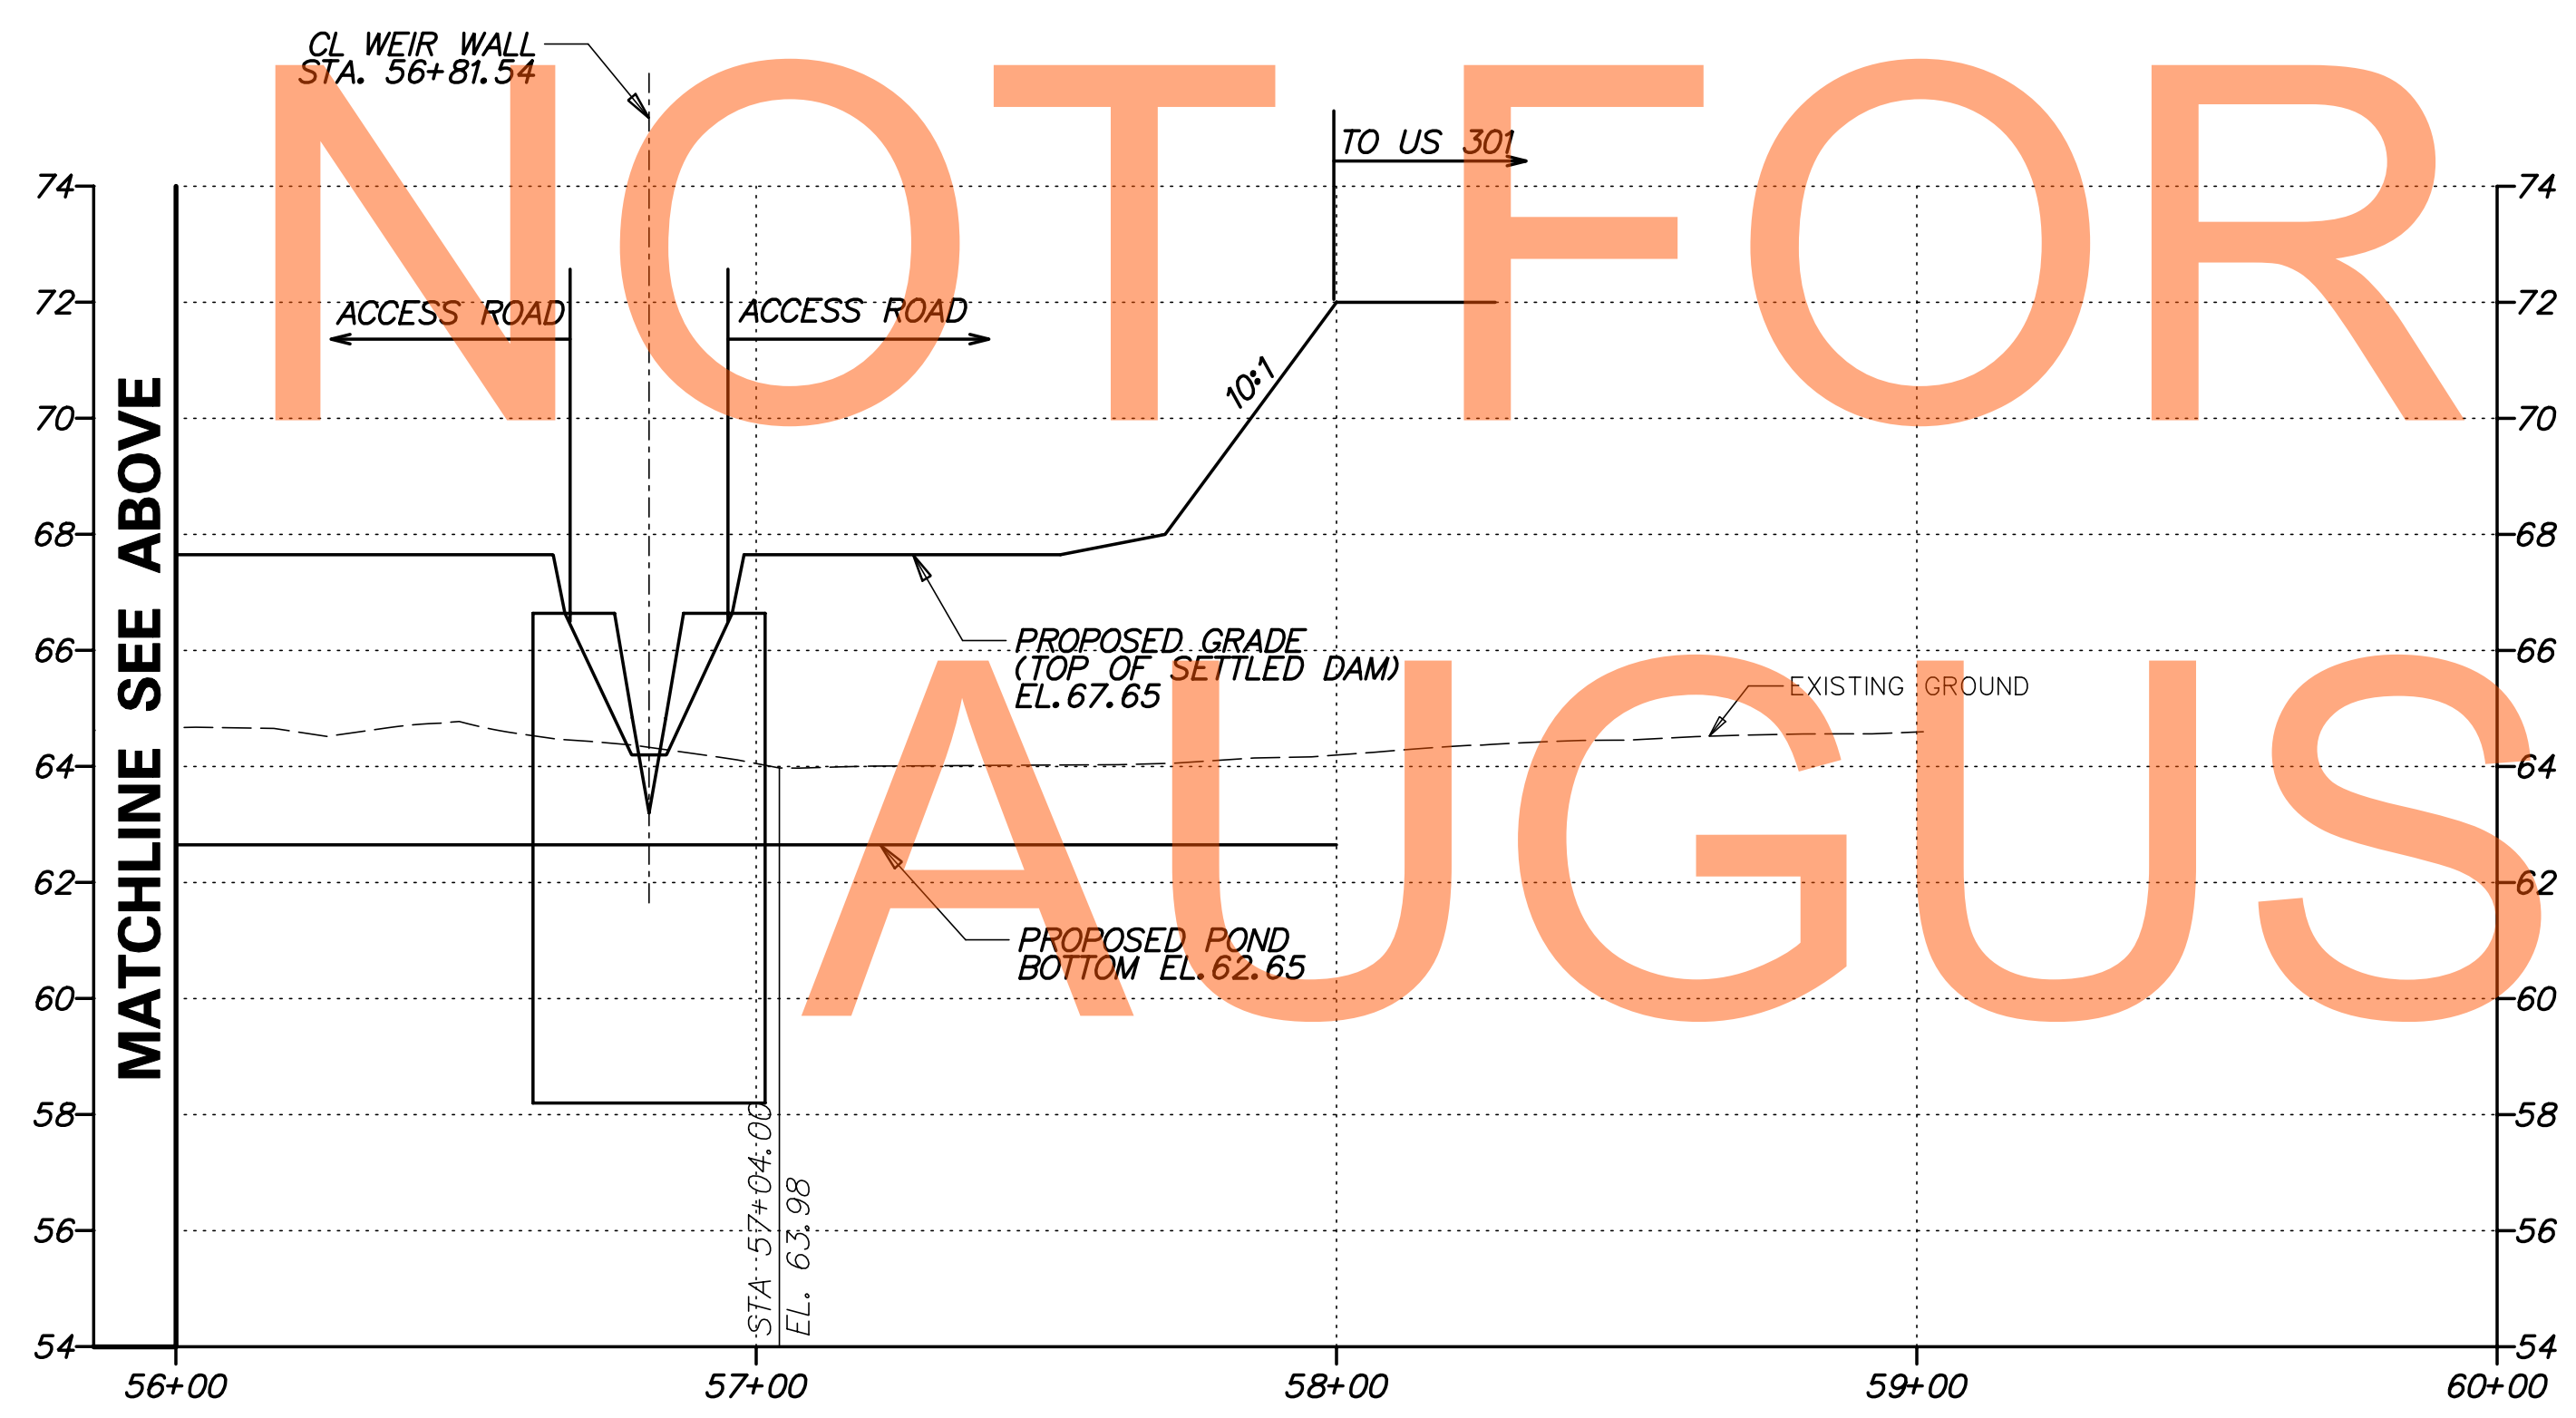 CL WEIR WALL
STA. 56+81.54
NOT FOR
TO US 301
74
74
72
ACCESS ROAD
ACCESS ROAD
72
10:1
70
70
MATCHLINE SEE ABOVE
68
68
PROPOSED GRADE
(TOP OF SETTLED DAM)
EL.67.65
66
66
EXISTING GROUND
AUGUS
64
64
62
62
PROPOSED POND
BOTTOM EL.62.65
60
60
58
58
STA 57+04.00
EL. 63.98
56
56
54
54
56+00
57+00
58+00
59+00
60+00